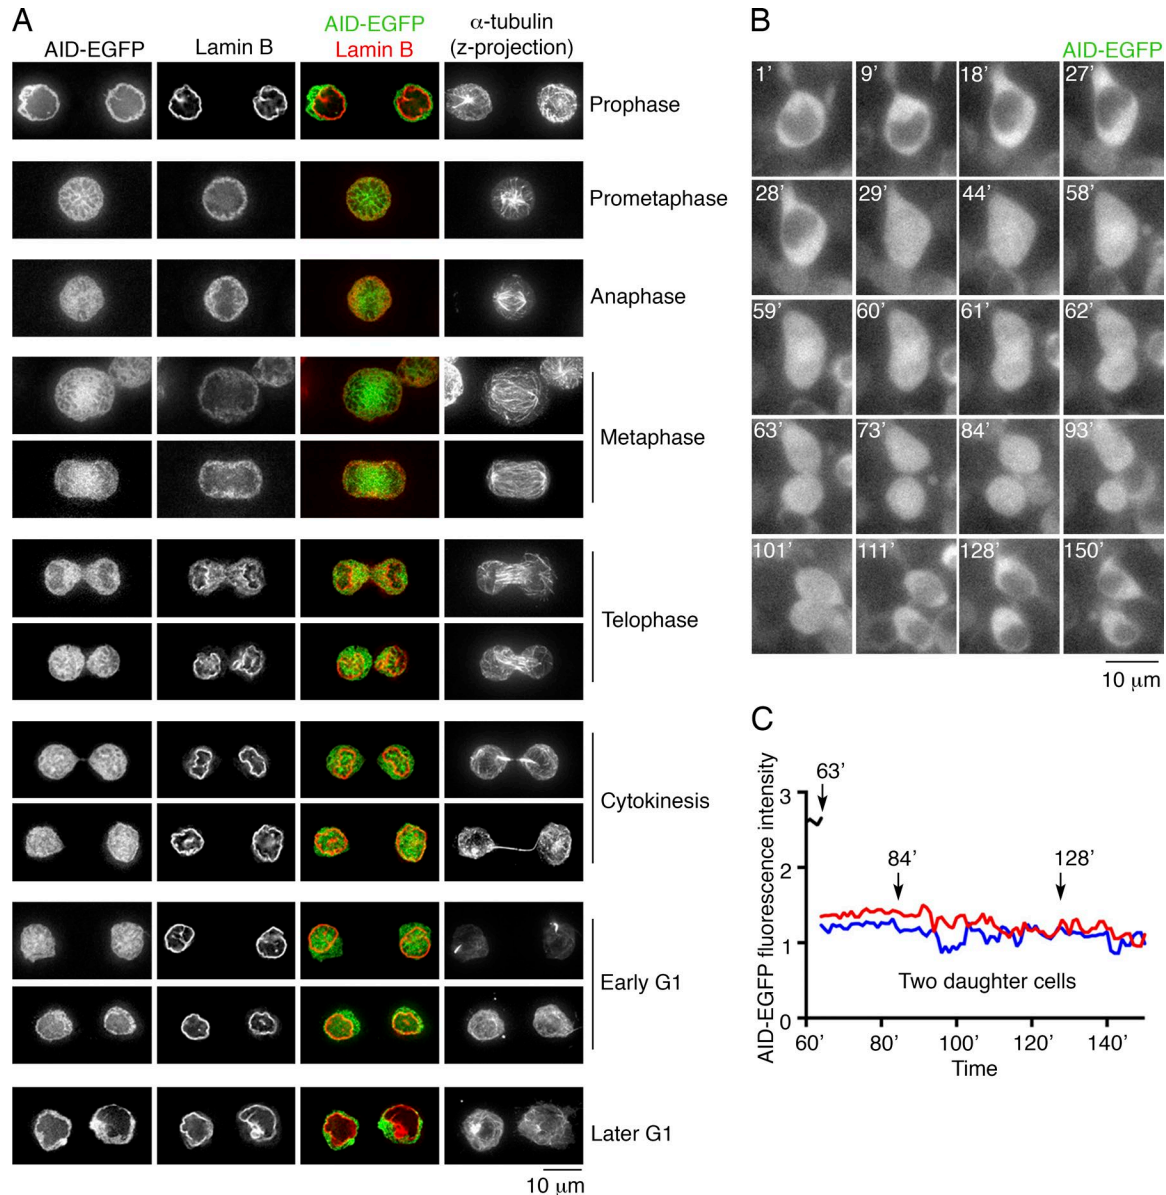 A
AID-EGFP
Lamin B
AID-EGFP
Lamin B
α-tubulin
(z-projection)
Prophase
Prometaphase
Anaphase
Metaphase
Telophase
Cytokinesis
Early G1
Later G1
10 μm
B
AID-EGFP
1’ 9’ 18’ 27’
28’ 29’ 44’ 58’
59’ 60’ 61’ 62’
63’ 73’ 84’ 93’
101’ 111’ 128’ 150’
10 μm
C
AID-EGFP fluorescence intensity
3
2
1
0
63’
84’
128’
Two daughter cells
60’ 80’ 100’ 120’ 140’
Time